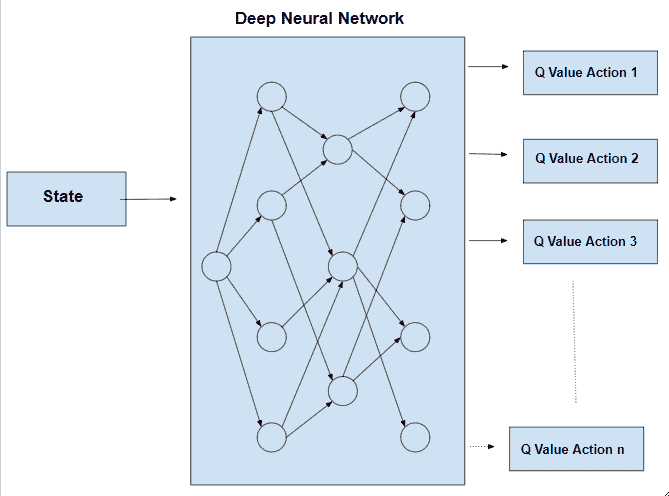 Deep Neural Network
State
Q Value Action 1
Q Value Action 2
Q Value Action 3
Q Value Action n